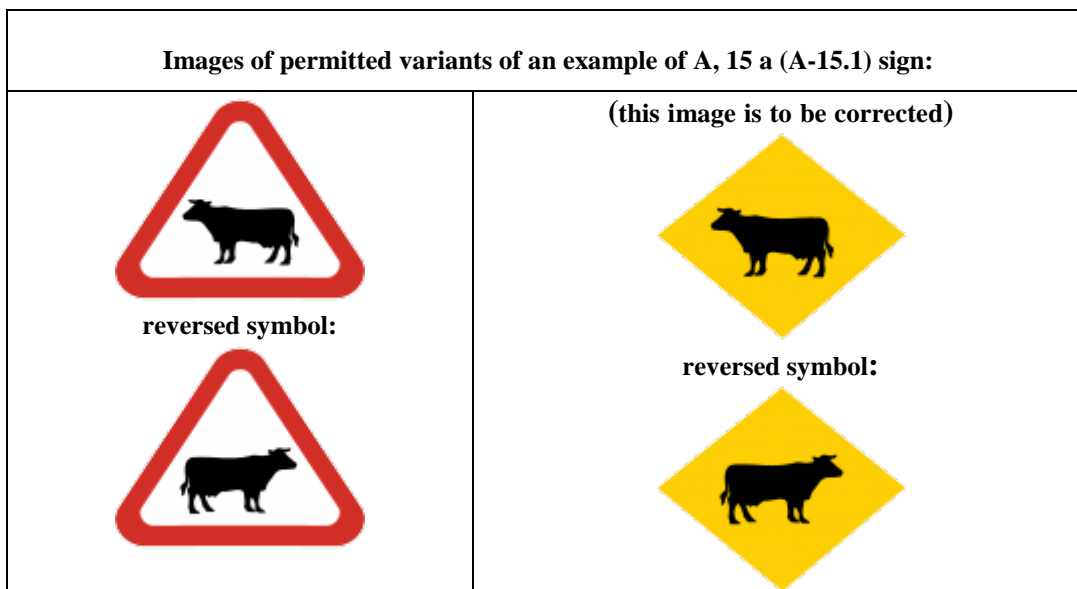 Images of permitted variants of an example of A, 15 a (A-15.1) sign:
(this image is to be corrected)
reversed symbol:
reversed symbol: